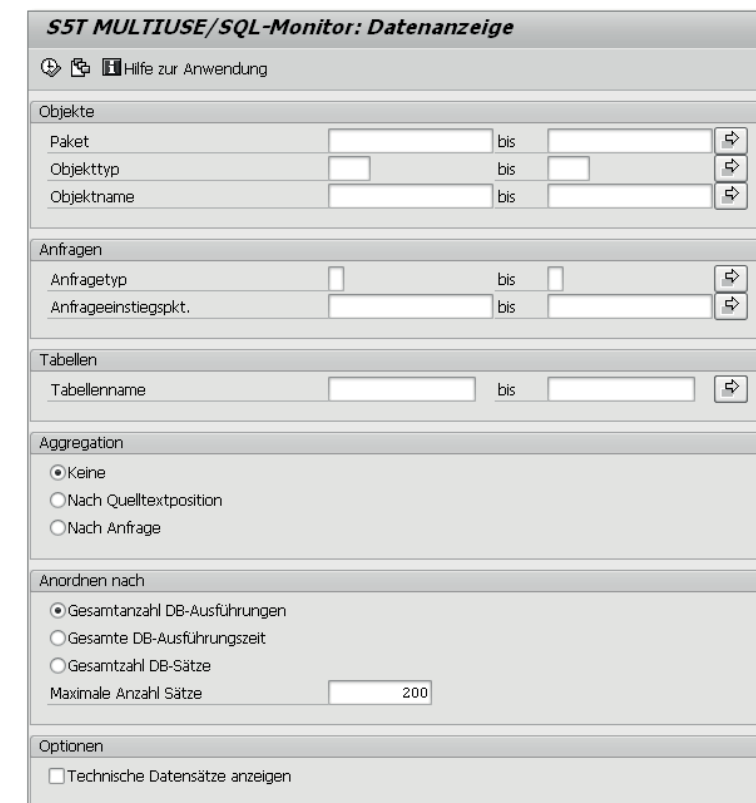 S5T MULTIUSE/SQL-Monitor: Datenanzeige
Hilfe zur Anwendung
Objekte
Paket bis
Objekttyp bis
Objektname bis
Anfragen
Anfragetyp bis
Anfrageeinstiegspkt. bis
Tabellen
Tabellenname bis
Aggregation
Keine
Nach Quelltextposition
Nach Anfrage
Anordnen nach
Gesamtanzahl DB-Ausführungen
Gesamte DB-Ausführungszeit
Gesamtzahl DB-Sätze
Maximale Anzahl Sätze 200
Optionen
Technische Datensätze anzeigen